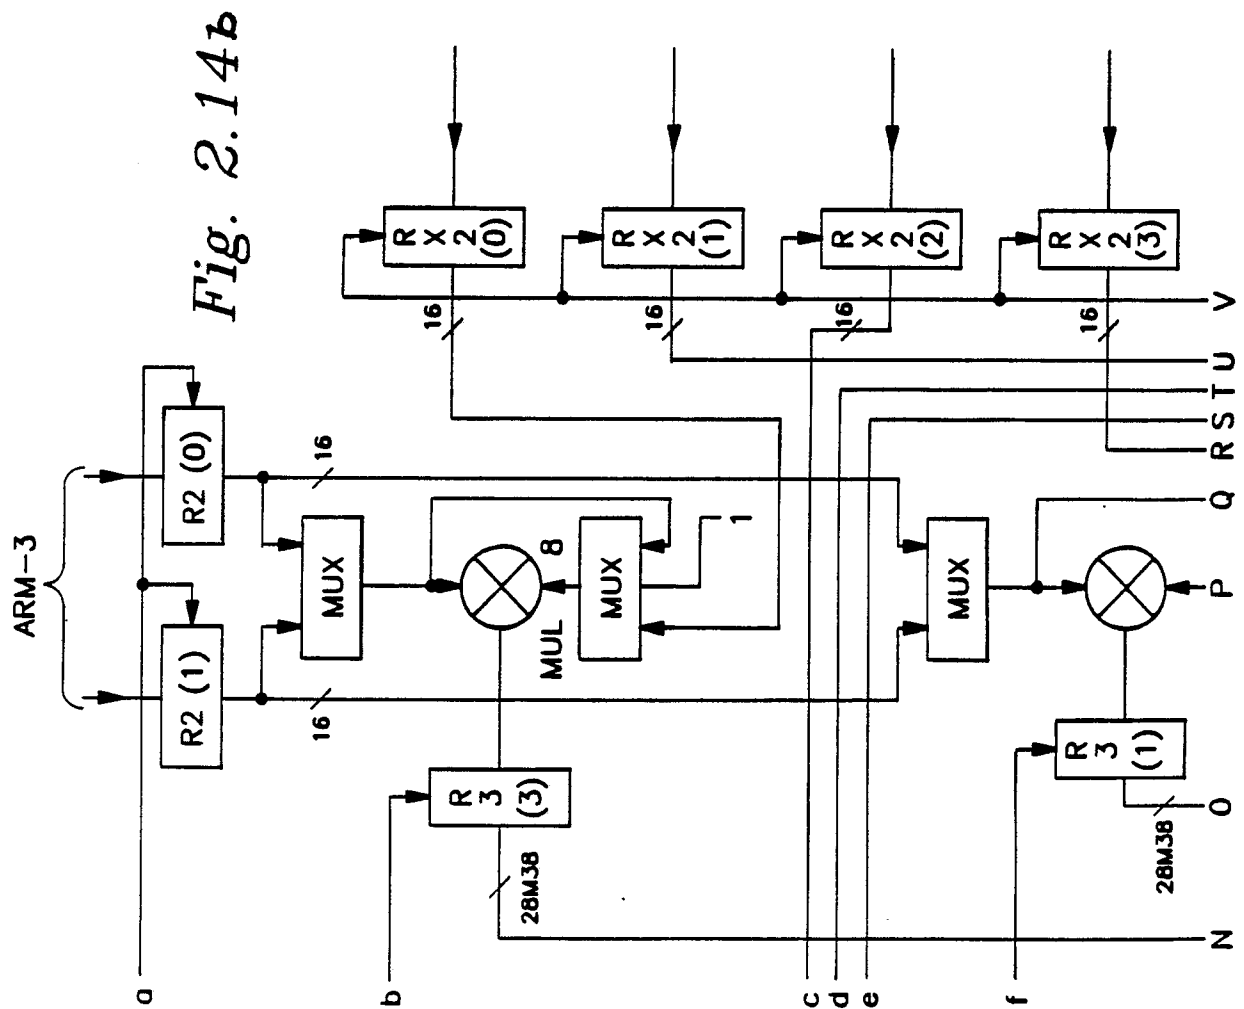 Fig. 2.14b
ARM-3
R2 (1)
R2 (0)
16
16
MUX
MUL 8
MUX
1
R
3
(3)
28M38
R
X
2
(0)
16
R
X
2
(1)
16
R
X
2
(2)
16
R
X
2
(3)
16
MUX
R
3
(1)
28M38
a
b
c
d
e
f
N
O
P
Q
R
S
T
U
V